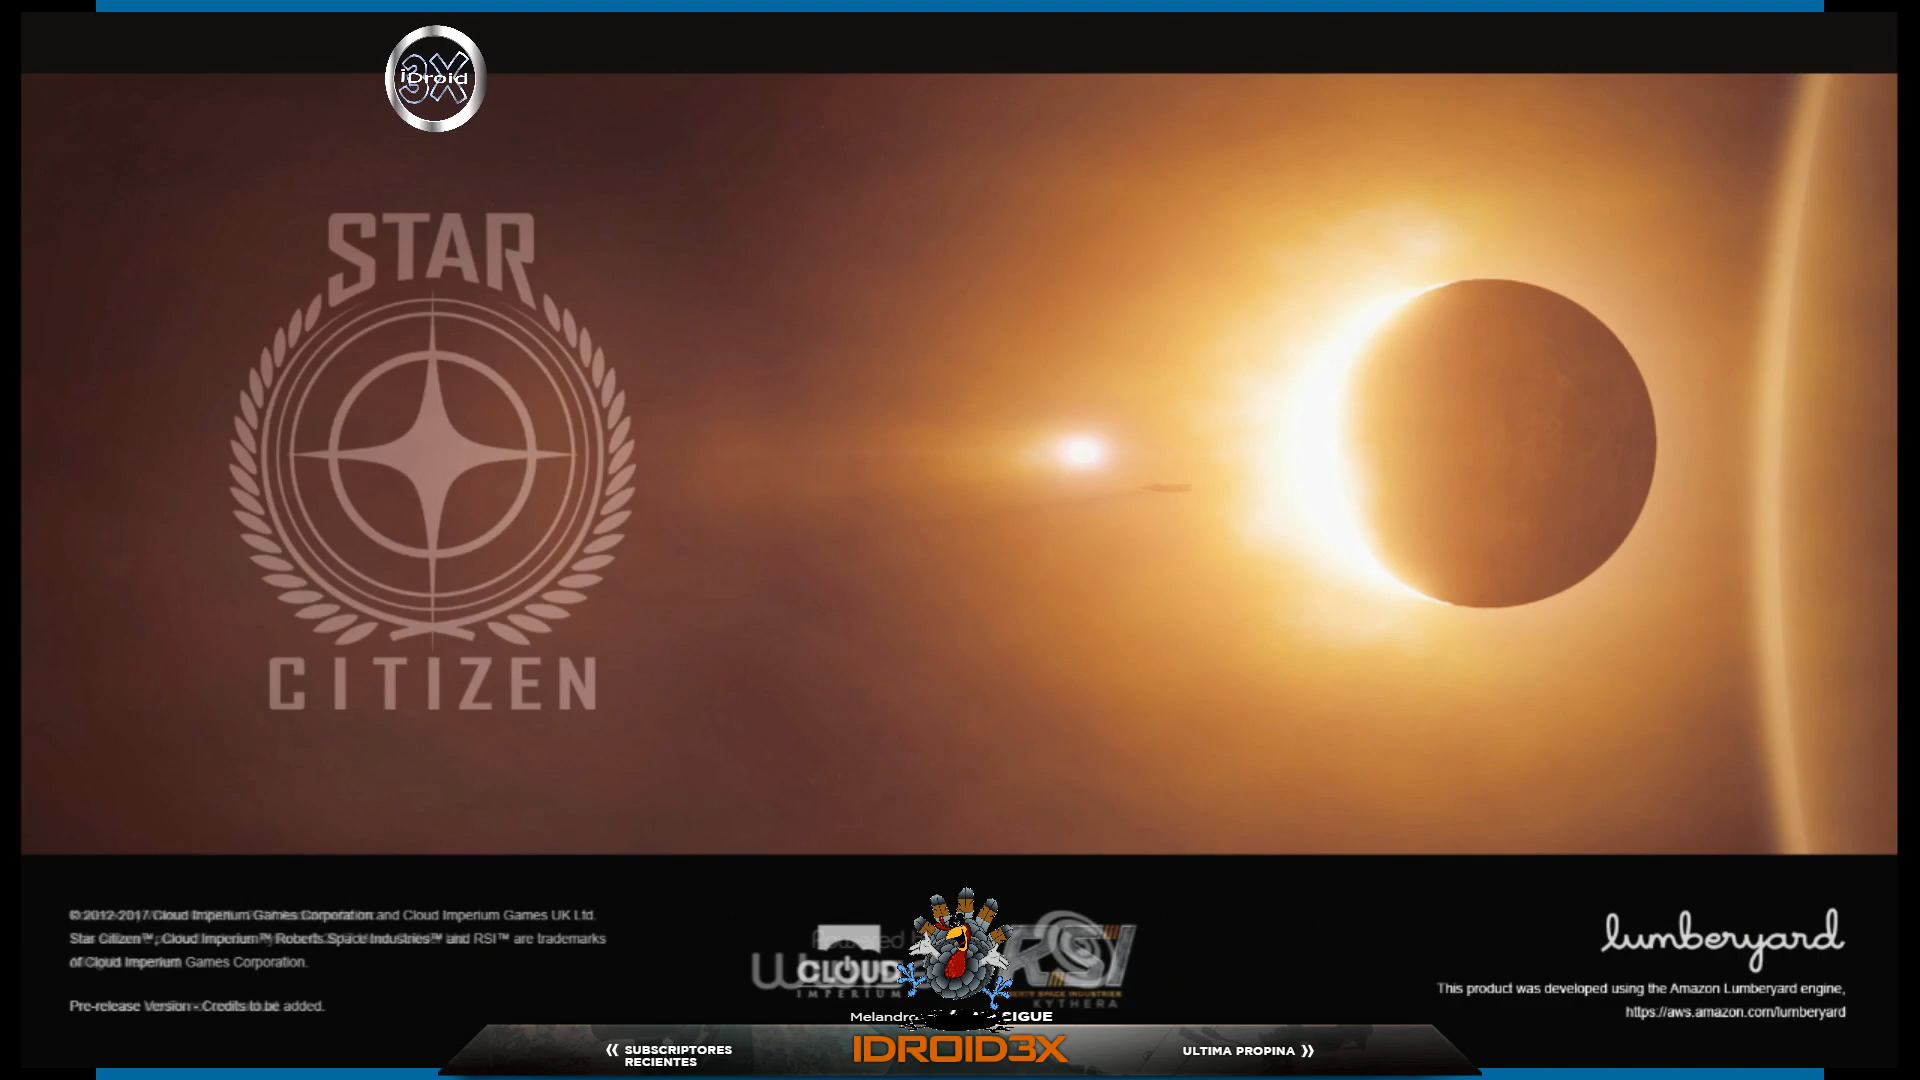 3X
iDroid
STAR
CITIZEN
© 2012-2017 Cloud Imperium Games Corporation and Cloud Imperium Games UK Ltd.
Star Citizen™, Cloud Imperium™ Roberts Space Industries™ and RSI™ are trademarks
of Cloud Imperium Games Corporation.
Pre-release Version - Credits to be added.
Powered
CLOUD
IMPERIUM
RSI
SPACE INDUSTRIES
KYTHERA
lumberyard
This product was developed using the Amazon Lumberyard engine,
https://aws.amazon.com/lumberyard
CIGUE
« SUBSCRIPTORES
RECIENTES
IDROID3X
ULTIMA PROPINA »